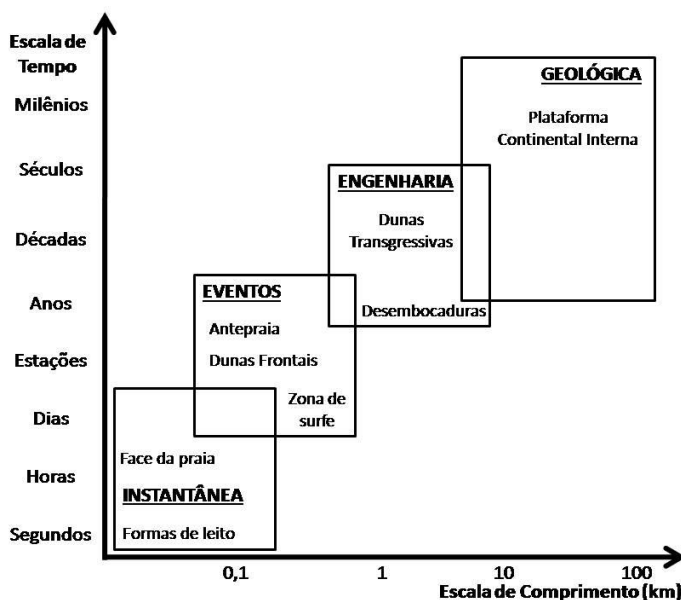 Escala de
Tempo
Milênios
Séculos
Décadas
Anos
Estações
Dias
Horas
Segundos
GEOLÓGICA
Plataforma
Continental Interna
ENGENHARIA
Dunas
Transgressivas
Desembocaduras
EVENTOS
Antepraia
Dunas Frontais
Zona de
surfe
Face da praia
INSTANTÂNEA
Formas de leito
0,1
1
10
100
Escala de Comprimento (km)